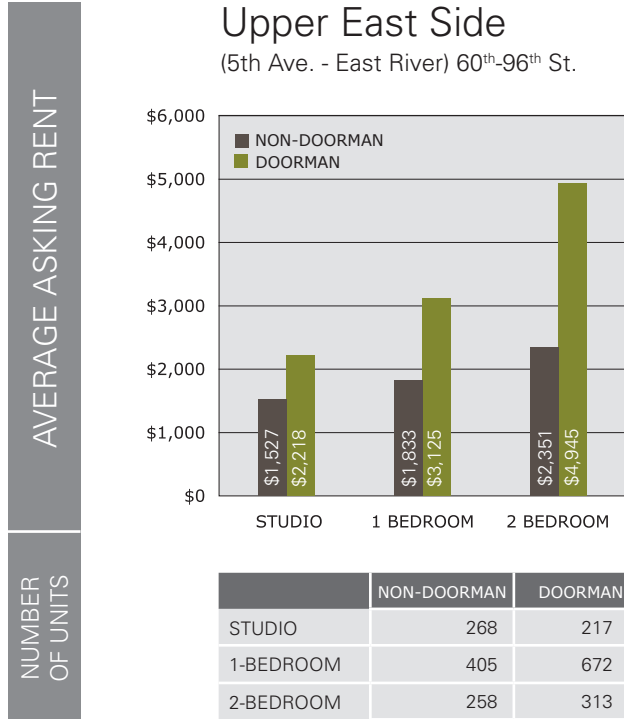 Upper East Side
(5th Ave. - East River) 60th-96th St.
AVERAGE ASKING RENT
$6,000
$5,000
$4,000
$3,000
$2,000
$1,000
$0
NON-DOORMAN
DOORMAN
$1,527
$2,218
$1,833
$3,125
$2,351
$4,945
STUDIO 1 BEDROOM 2 BEDROOM
NUMBER
OF UNITS
NON-DOORMAN DOORMAN
STUDIO 268 217
1-BEDROOM 405 672
2-BEDROOM 258 313